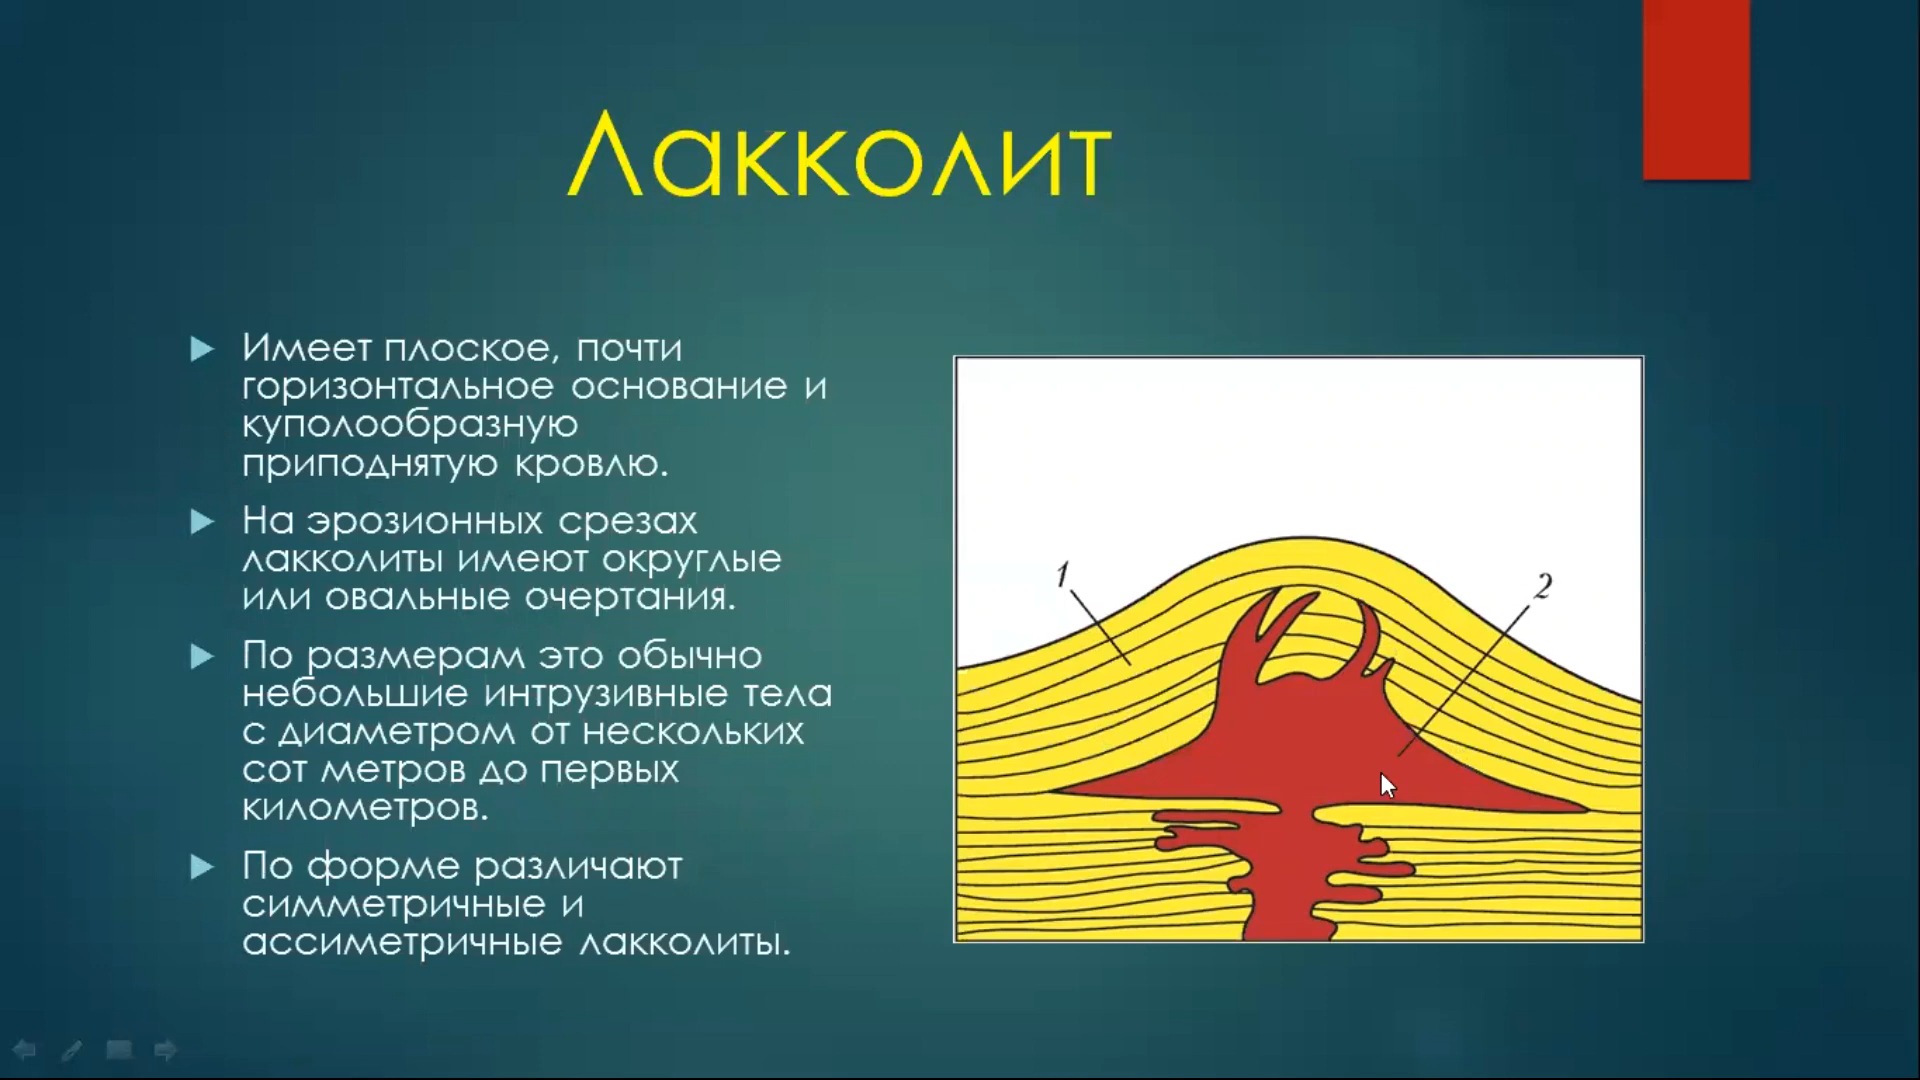 Лакколит
Имеет плоское, почти
горизонтальное основание и
куполообразную
приподнятую кровлю.
На эрозионных срезах
лакколиты имеют округлые
или овальные очертания.
По размерам это обычно
небольшие интрузивные тела
с диаметром от нескольких
сот метров до первых
километров.
По форме различают
симметричные и
ассиметричные лакколиты.
1
2